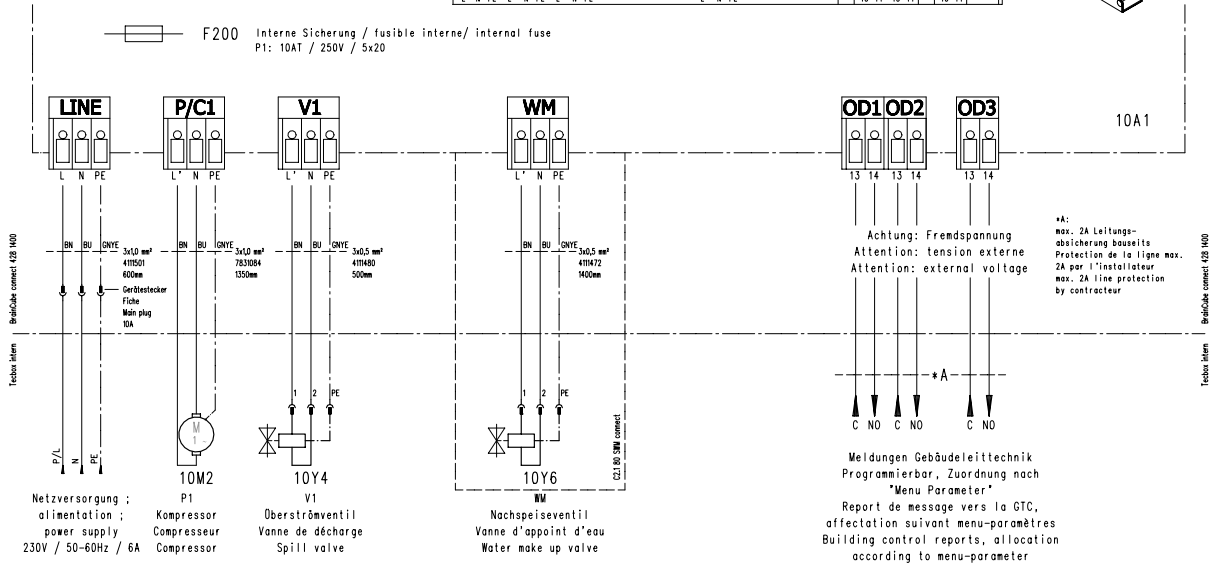 F200 Interne Sicherung / fusible interne/ internal fuse
P1: 10AT / 250V / 5x20
LINE
P/C1
V1
WM
OD1 OD2
OD3
10A1
L N PE
L' N PE
L' N PE
L' N PE
13 14 13 14
13 14
BN BU GNYE
3x1,0 mm²
4111501
600mm
BN BU GNYE
3x1,0 mm²
7831084
1350mm
BN BU GNYE
3x0,5 mm²
4111480
500mm
BN BU GNYE
3x0,5 mm²
4111472
1400mm
Gerätestecker
Fiche
Main plug
10A
Achtung: Fremdspannung
Attention: tension externe
Attention: external voltage
*A:
max. 2A Leitungs-
absicherung bauseits
Protection de la ligne max.
2A par l'installateur
max. 2A line protection
by contracteur
BrainCube connect 428 1400
Tecbox intern
BrainCube connect 428 1400
Tecbox intern
*A
1 2 PE
1 2 PE
M
1 ~
P/L
N
PE
C NO C NO C NO
C2.1 80 SWM connect
Netzversorgung ;
alimentation ;
power supply
230V / 50-60Hz / 6A
10M2
P1
Kompressor
Compresseur
Compressor
10Y4
V1
Überströmventil
Vanne de décharge
Spill valve
10Y6
WM
Nachspeiseventil
Vanne d'appoint d'eau
Water make up valve
Meldungen Gebäudeleittechnik
Programmierbar, Zuordnung nach
"Menu Parameter"
Report de message vers la GTC,
affectation suivant menu-paramètres
Building control reports, allocation
according to menu-parameter